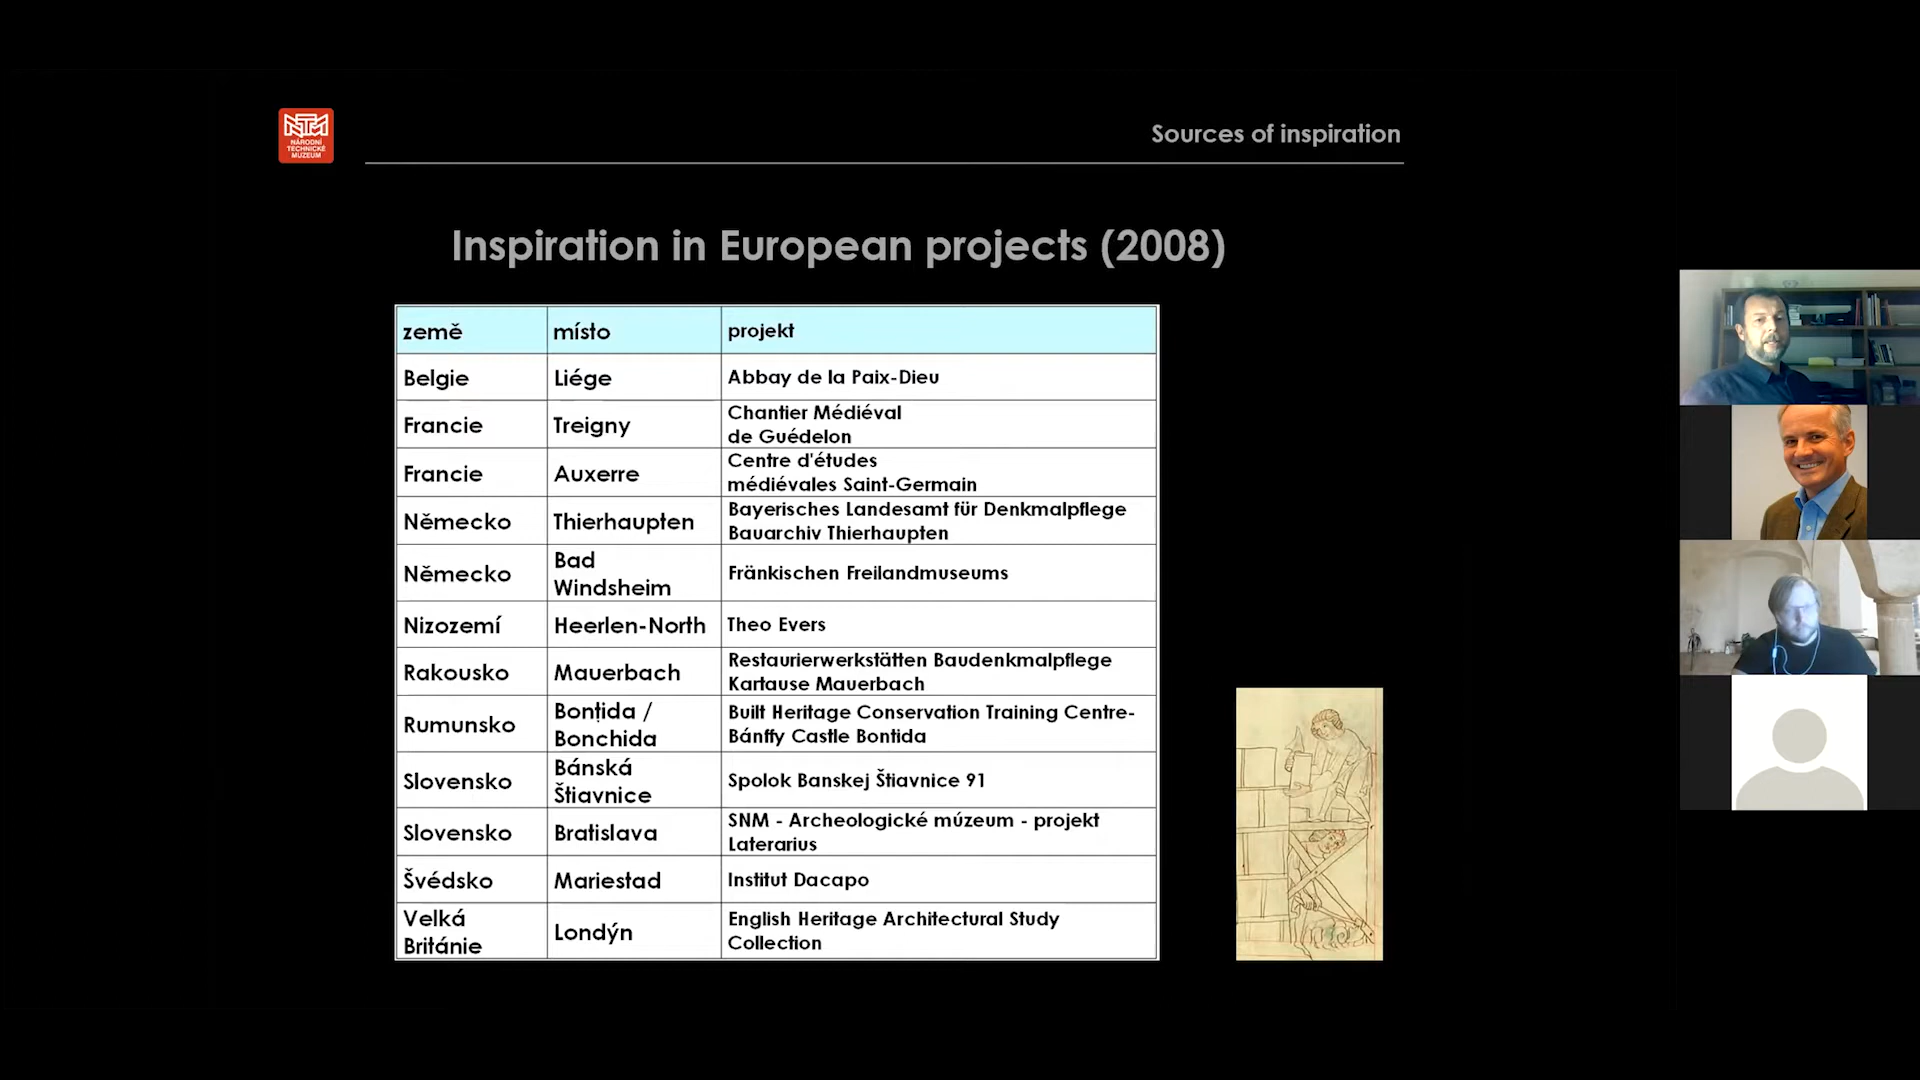 NTM
NÁRODNÍ
TECHNICKÉ
MUZEUM
Sources of inspiration
Inspiration in European projects (2008)
země místo projekt
Belgie Liége Abbay de la Paix-Dieu
Francie Treigny Chantier Médiéval
de Guédelon
Francie Auxerre Centre d'études
médiévales Saint-Germain
Německo Thierhaupten Bayerisches Landesamt für Denkmalpflege
Bauarchiv Thierhaupten
Německo Bad
Windsheim Fränkischen Freilandmuseums
Nizozemí Heerlen-North Theo Evers
Rakousko Mauerbach Restaurierwerkstätten Baudenkmalpflege
Kartause Mauerbach
Rumunsko Bonțida /
Bonchida Built Heritage Conservation Training Centre-
Bánffy Castle Bontida
Slovensko Bánská
Štiavnice Spolok Banskej Štiavnice 91
Slovensko Bratislava SNM - Archeologické múzeum - projekt
Laterarius
Švédsko Mariestad Institut Dacapo
Velká
Británie Londýn English Heritage Architectural Study
Collection